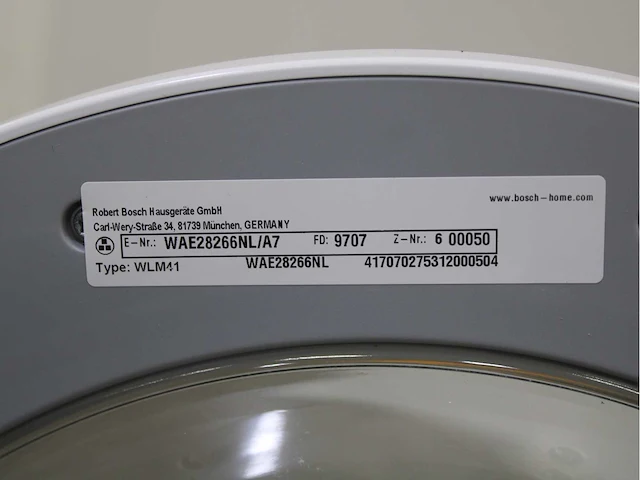 www.bosch-home.com
Robert Bosch Hausgeräte GmbH
Carl-Wery-Straße 34, 81739 München, GERMANY
E-Nr.: WAE28266NL/A7 FD: 9707 Z-Nr.: 6 00050
Type: WLM41 WAE28266NL 417070275312000504